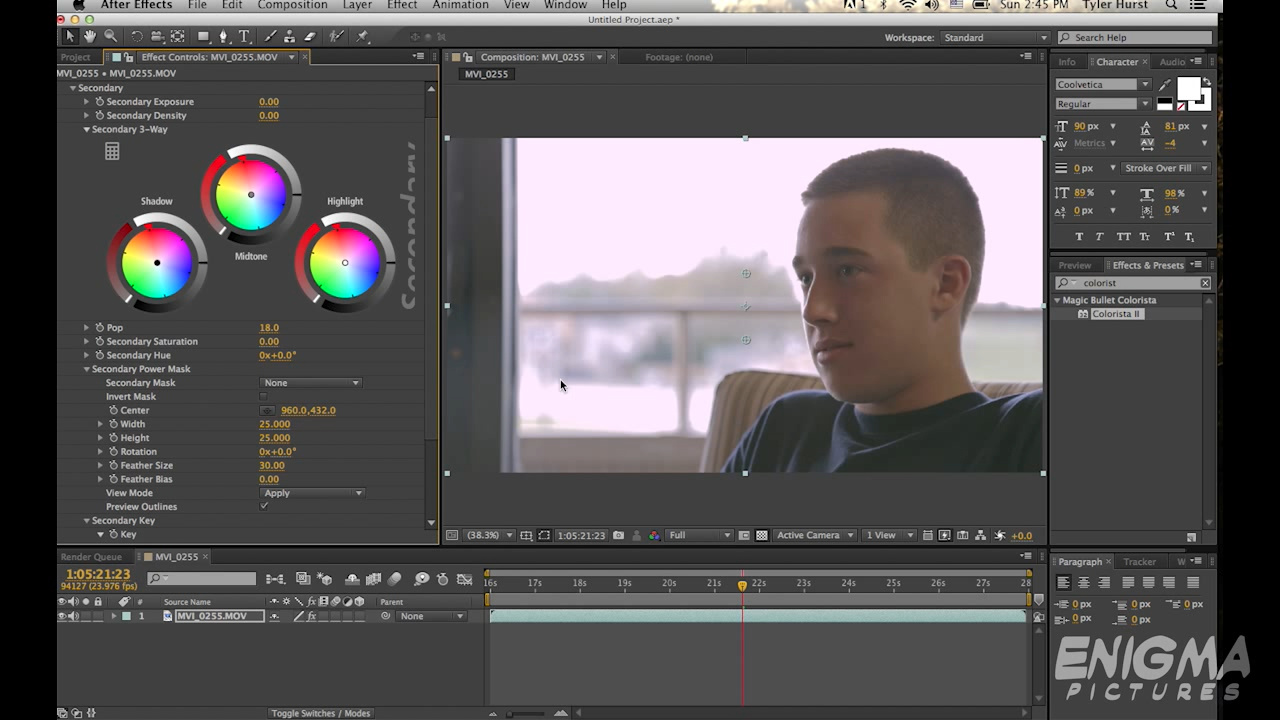 After Effects File Edit Composition Layer Effect Animation View Window Help
1 Sun 2:45 PM Tyler Hurst
Untitled Project.aep *
Workspace: Standard Search Help
Project Effect Controls: MVI_0255.MOV
MVI_0255 • MVI_0255.MOV
Secondary
Secondary Exposure 0.00
Secondary Density 0.00
Secondary 3-Way
Shadow
Highlight
Midtone
Secondary
Pop 18.0
Secondary Saturation 0.00
Secondary Hue 0x+0.0°
Secondary Power Mask
Secondary Mask None
Invert Mask
Center 960.0,432.0
Width 25.000
Height 25.000
Rotation 0x+0.0°
Feather Size 30.00
Feather Bias 0.00
View Mode Apply
Preview Outlines
Secondary Key
Key
Composition: MVI_0255 Footage: (none)
MVI_0255
(38.3%) 1:05:21:23 Full Active Camera 1 View +0.0
Info Character Audio
Coolvetica
Regular
90 px 81 px
Metrics -4
0 px Stroke Over Fill
89 % 98 %
0 px 0 %
T T TT Tr T¹ T₁
Preview Effects & Presets
colorist
Magic Bullet Colorista
32 Colorista II
Render Queue MVI_0255
1:05:21:23
94127 (23.976 fps)
16s 17s 18s 19s 20s 21s 22s 23s 24s 25s 26s 27s 28
# Source Name Parent
1 MVI_0255.MOV None
Toggle Switches / Modes
Paragraph Tracker W
0 px 0 px 0 px
0 px 0 px
ENIGMA
PICTURES